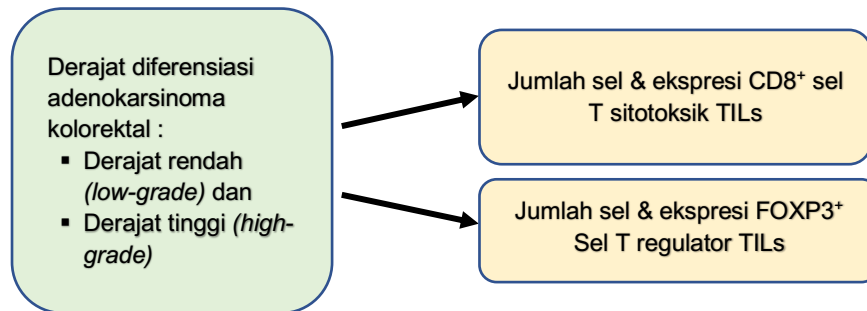 Derajat diferensiasi
adenokarsinoma
kolorektal :
▪ Derajat rendah
(low-grade) dan
▪ Derajat tinggi (high-
grade)
Jumlah sel & ekspresi CD8⁺ sel
T sitotoksik TILs
Jumlah sel & ekspresi FOXP3⁺
Sel T regulator TILs